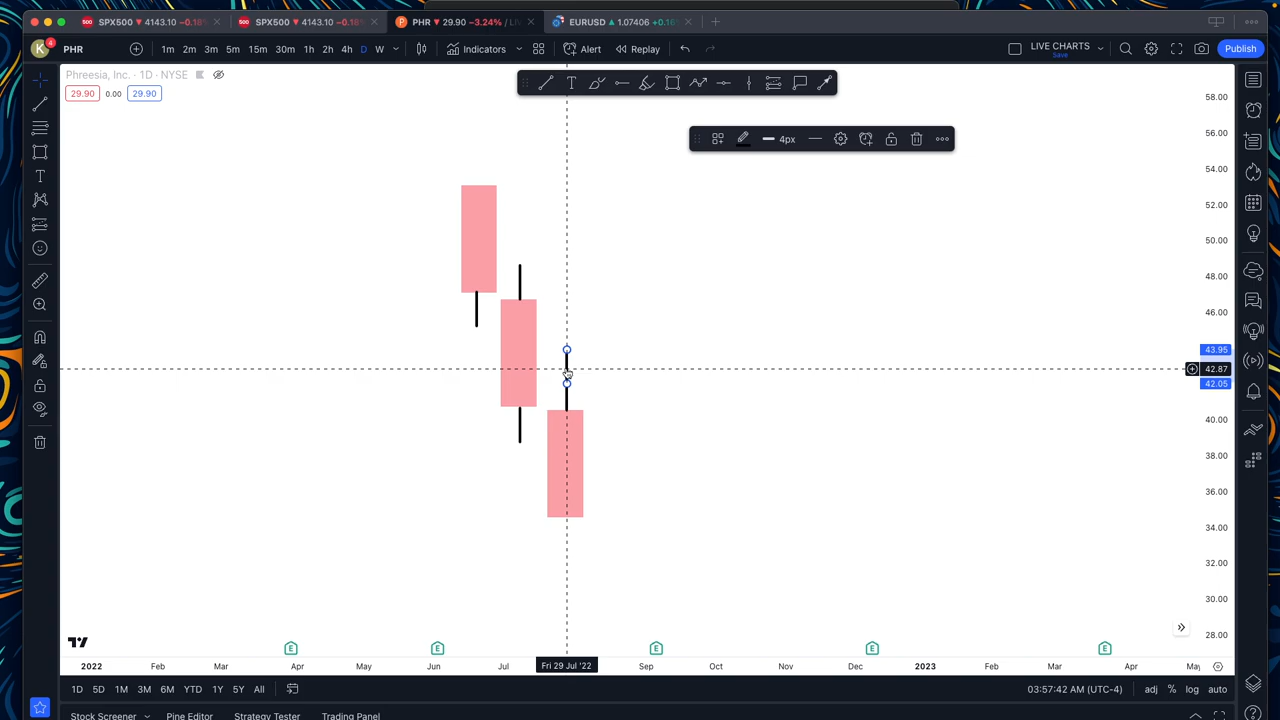 SPX500 ▼ 4143.10 −0.18%
SPX500 ▼ 4143.10 −0.18%
PHR ▼ 29.90 −3.24% / LIV
EURUSD ▲ 1.07406 +0.16%
K
4
PHR
1m 2m 3m 5m 15m 30m 1h 2h 4h D W
Indicators
Alert
Replay
LIVE CHARTS
Save
Publish
Phreesia, Inc. · 1D · NYSE
29.90 0.00 29.90
4px
58.00
56.00
54.00
52.00
50.00
48.00
46.00
43.95
42.87
42.05
40.00
38.00
36.00
34.00
32.00
30.00
28.00
E E E E E
2022 Feb Mar Apr May Jun Jul Fri 29 Jul '22 Sep Oct Nov Dec 2023 Feb Mar Apr May
1D 5D 1M 3M 6M YTD 1Y 5Y All
03:57:42 AM (UTC-4) adj % log auto
Stock Screener Pine Editor Strategy Tester Trading Panel